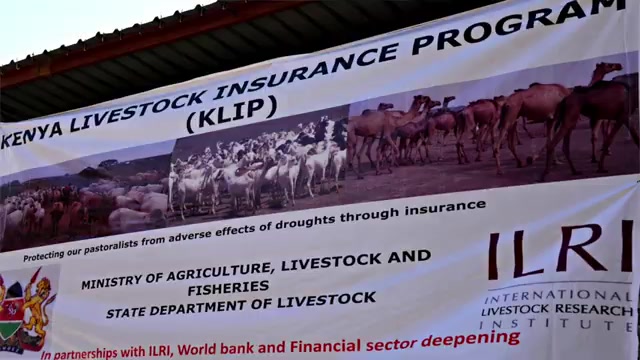 KENYA LIVESTOCK INSURANCE PROGRAM
(KLIP)
Protecting our pastoralists from adverse effects of droughts through insurance
MINISTRY OF AGRICULTURE, LIVESTOCK AND
FISHERIES
STATE DEPARTMENT OF LIVESTOCK
ILRI
INTERNATIONAL
LIVESTOCK RESEARCH
INSTITUTE
In partnerships with ILRI, World bank and Financial sector deepening